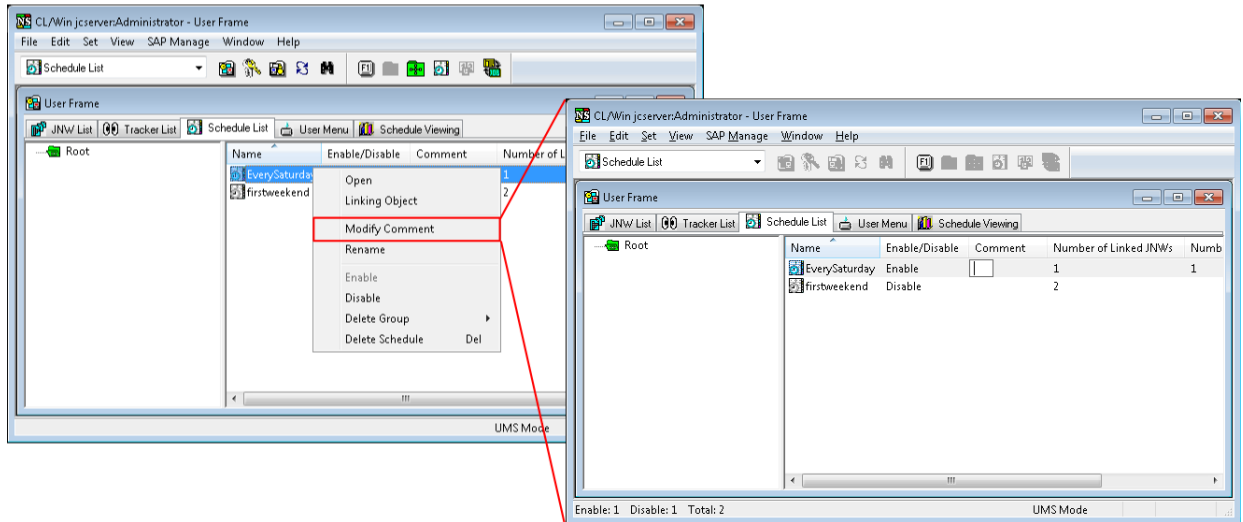 CL/Win jcserver:Administrator - User Frame
File Edit Set View SAP Manage Window Help
Schedule List
User Frame
JNW List Tracker List Schedule List User Menu Schedule Viewing
Root
Name Enable/Disable Comment Number of L
EverySaturday 1
firstweekend 2
Open
Linking Object
Modify Comment
Rename
Enable
Disable
Delete Group
Delete Schedule Del
UMS Mode
CL/Win jcserver:Administrator - User Frame
File Edit Set View SAP Manage Window Help
Schedule List
User Frame
JNW List Tracker List Schedule List User Menu Schedule Viewing
Root
Name Enable/Disable Comment Number of Linked JNWs Numb
EverySaturday Enable 1 1
firstweekend Disable 2
Enable: 1 Disable: 1 Total: 2 UMS Mode